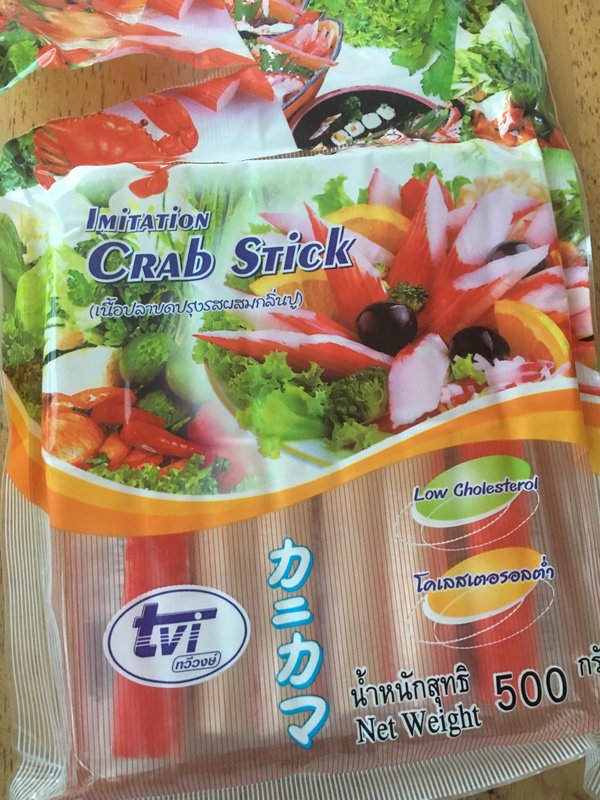 IMITATION
CRAB STICK
(เนื้อปลาบดปรุงรสผสมกลิ่นปู)
Low Cholesterol
โคเลสเตอรอลต่ำ
カニカマ
tvi
ทวีวงษ์
น้ำหนักสุทธิ 500
Net Weight